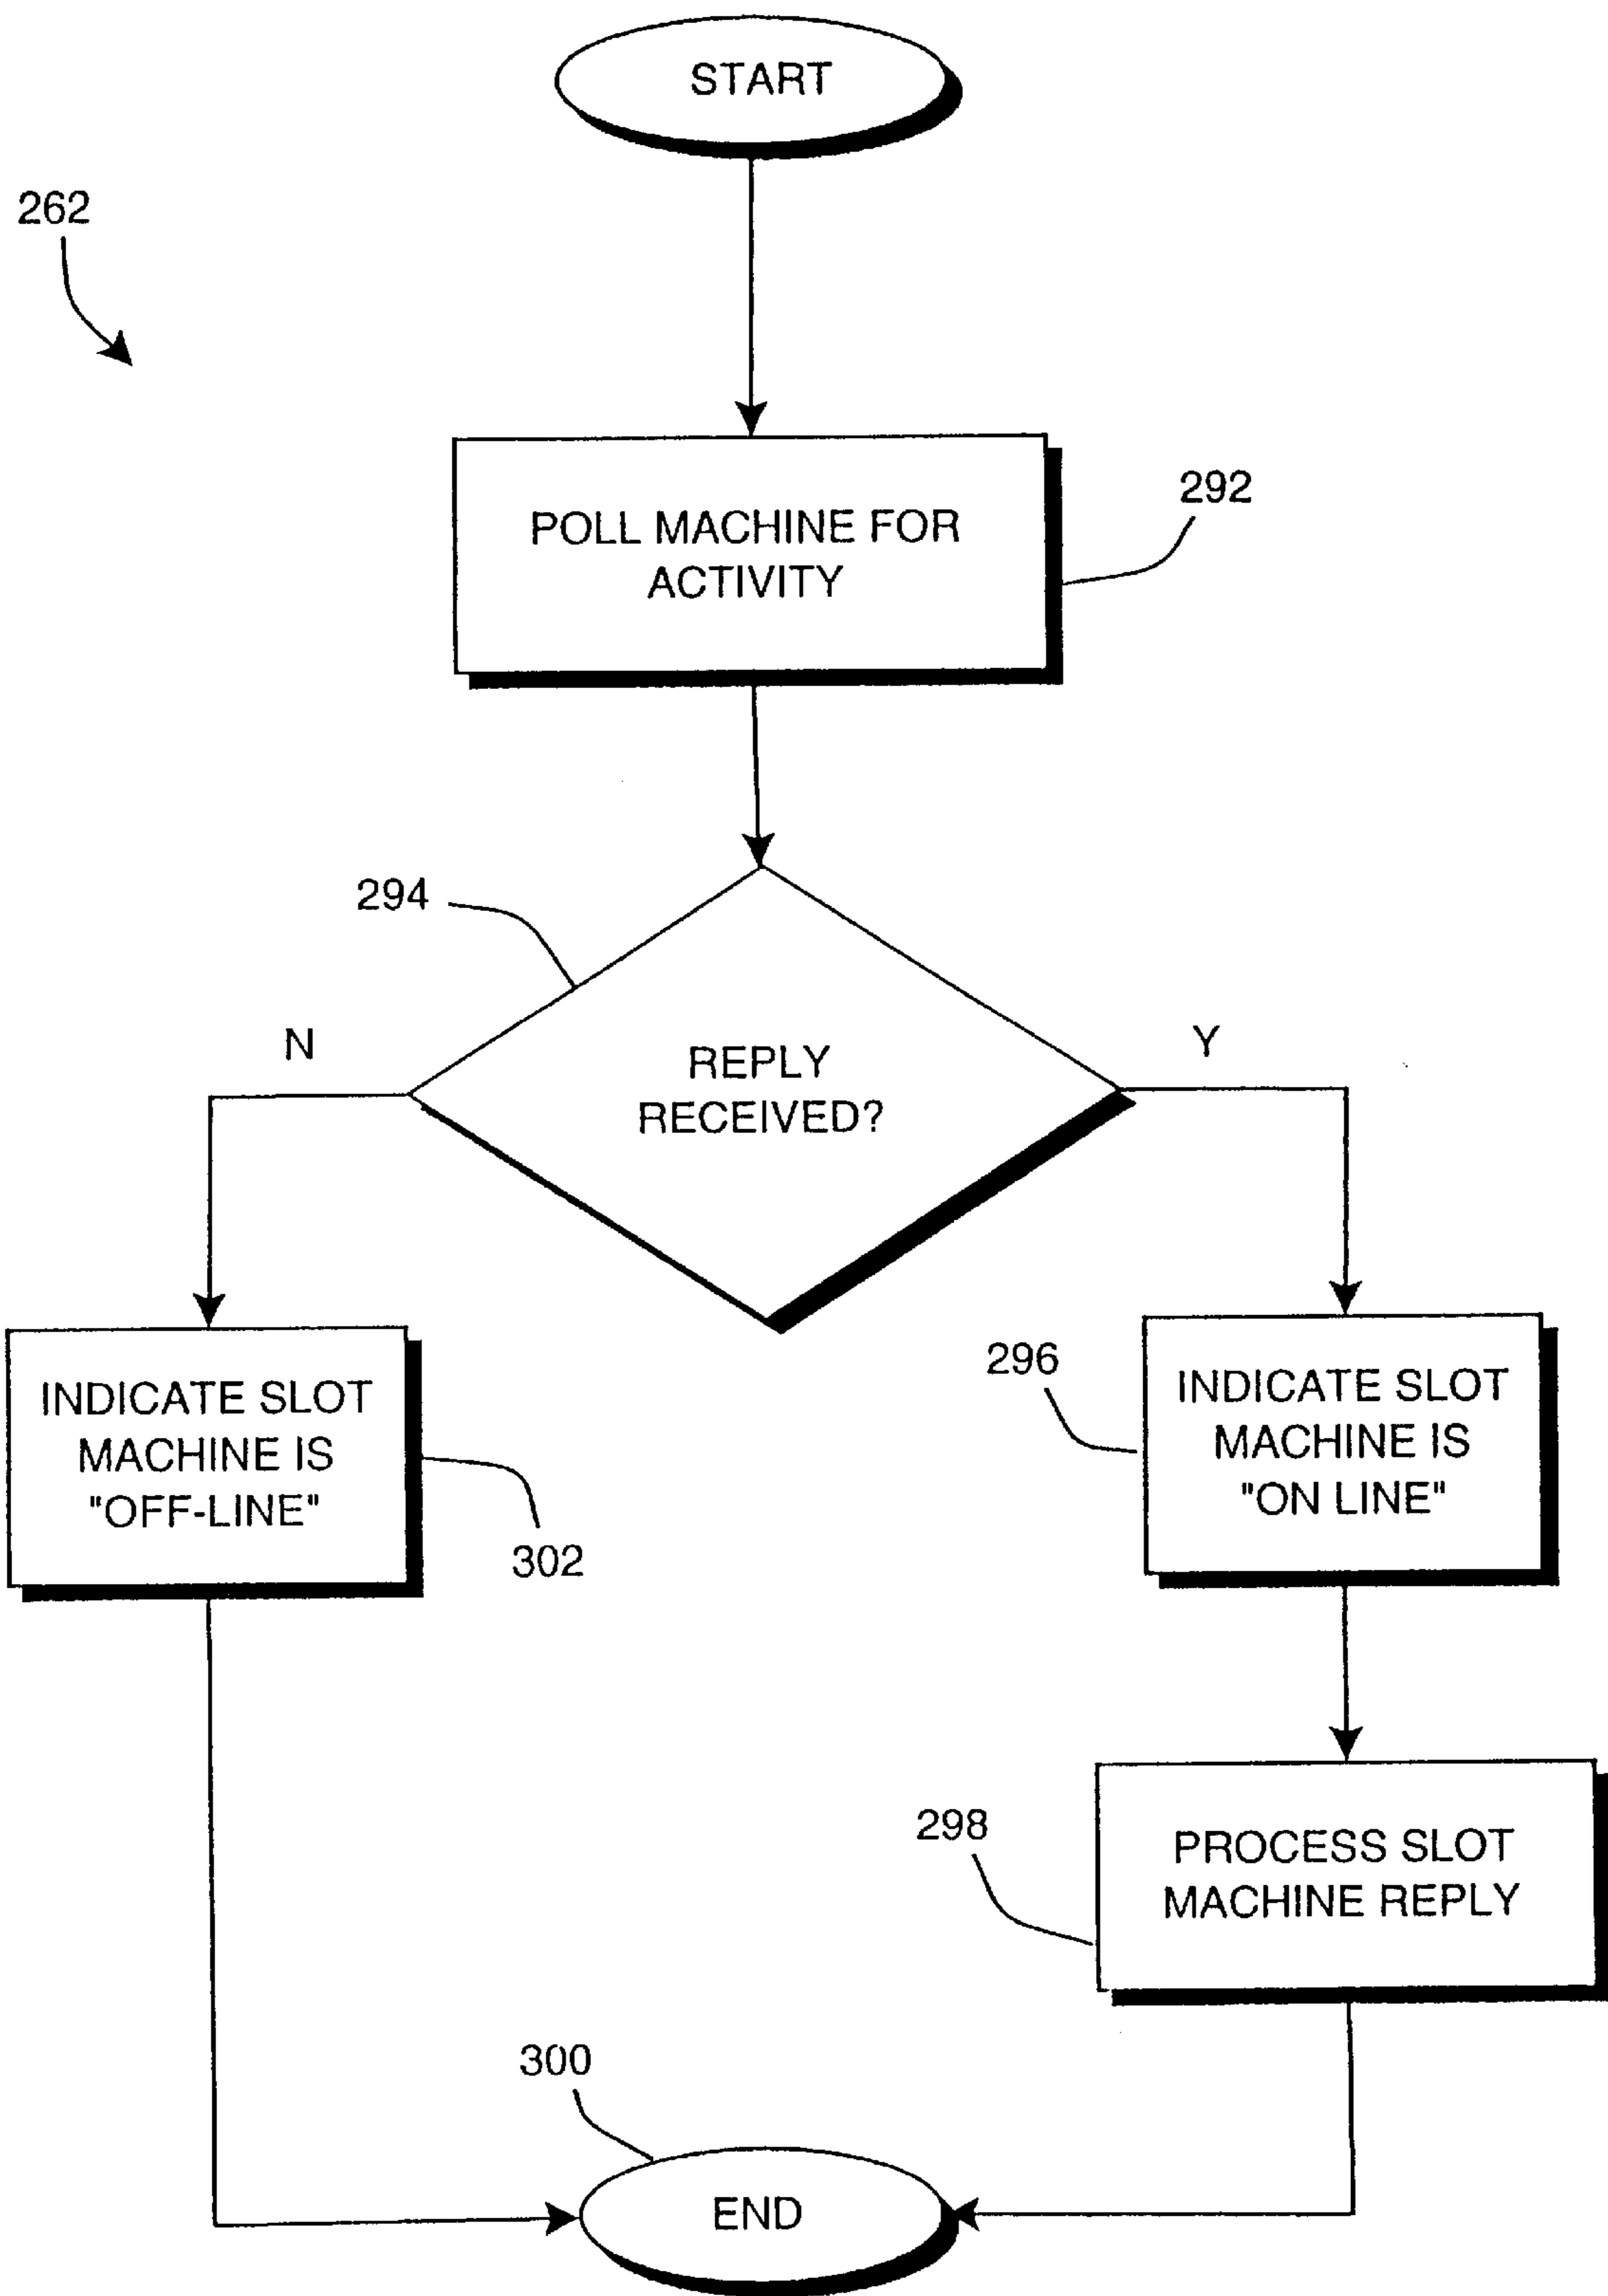 START
262
POLL MACHINE FOR
ACTIVITY
292
294
N
Y
REPLY
RECEIVED?
INDICATE SLOT
MACHINE IS
"OFF-LINE"
302
296
INDICATE SLOT
MACHINE IS
"ON LINE"
298
PROCESS SLOT
MACHINE REPLY
300
END